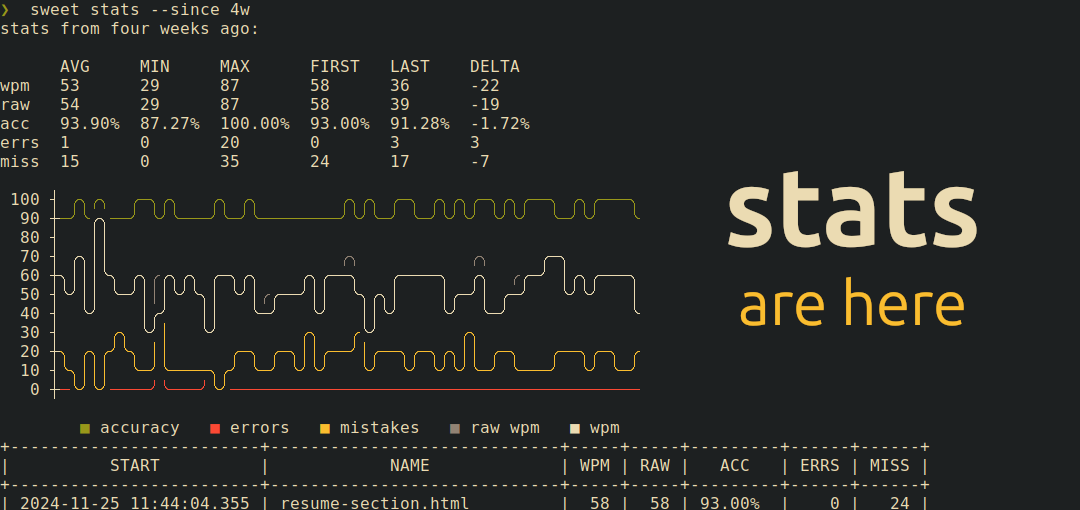 ❯ sweet stats --since 4w
stats from four weeks ago:
AVG MIN MAX FIRST LAST DELTA
wpm 53 29 87 58 36 -22
raw 54 29 87 58 39 -19
acc 93.90% 87.27% 100.00% 93.00% 91.28% -1.72%
errs 1 0 20 0 3 3
miss 15 0 35 24 17 -7
100
90
80
70
60
50
40
30
20
10
0
■ accuracy ■ errors ■ mistakes ■ raw wpm ■ wpm
+-------------------------+-----------------------------+-----+-----+---------+------+------+
| START | NAME | WPM | RAW | ACC | ERRS | MISS |
+-------------------------+-----------------------------+-----+-----+---------+------+------+
| 2024-11-25 11:44:04.355 | resume-section.html | 58 | 58 | 93.00% | 0 | 24 |
stats
are here